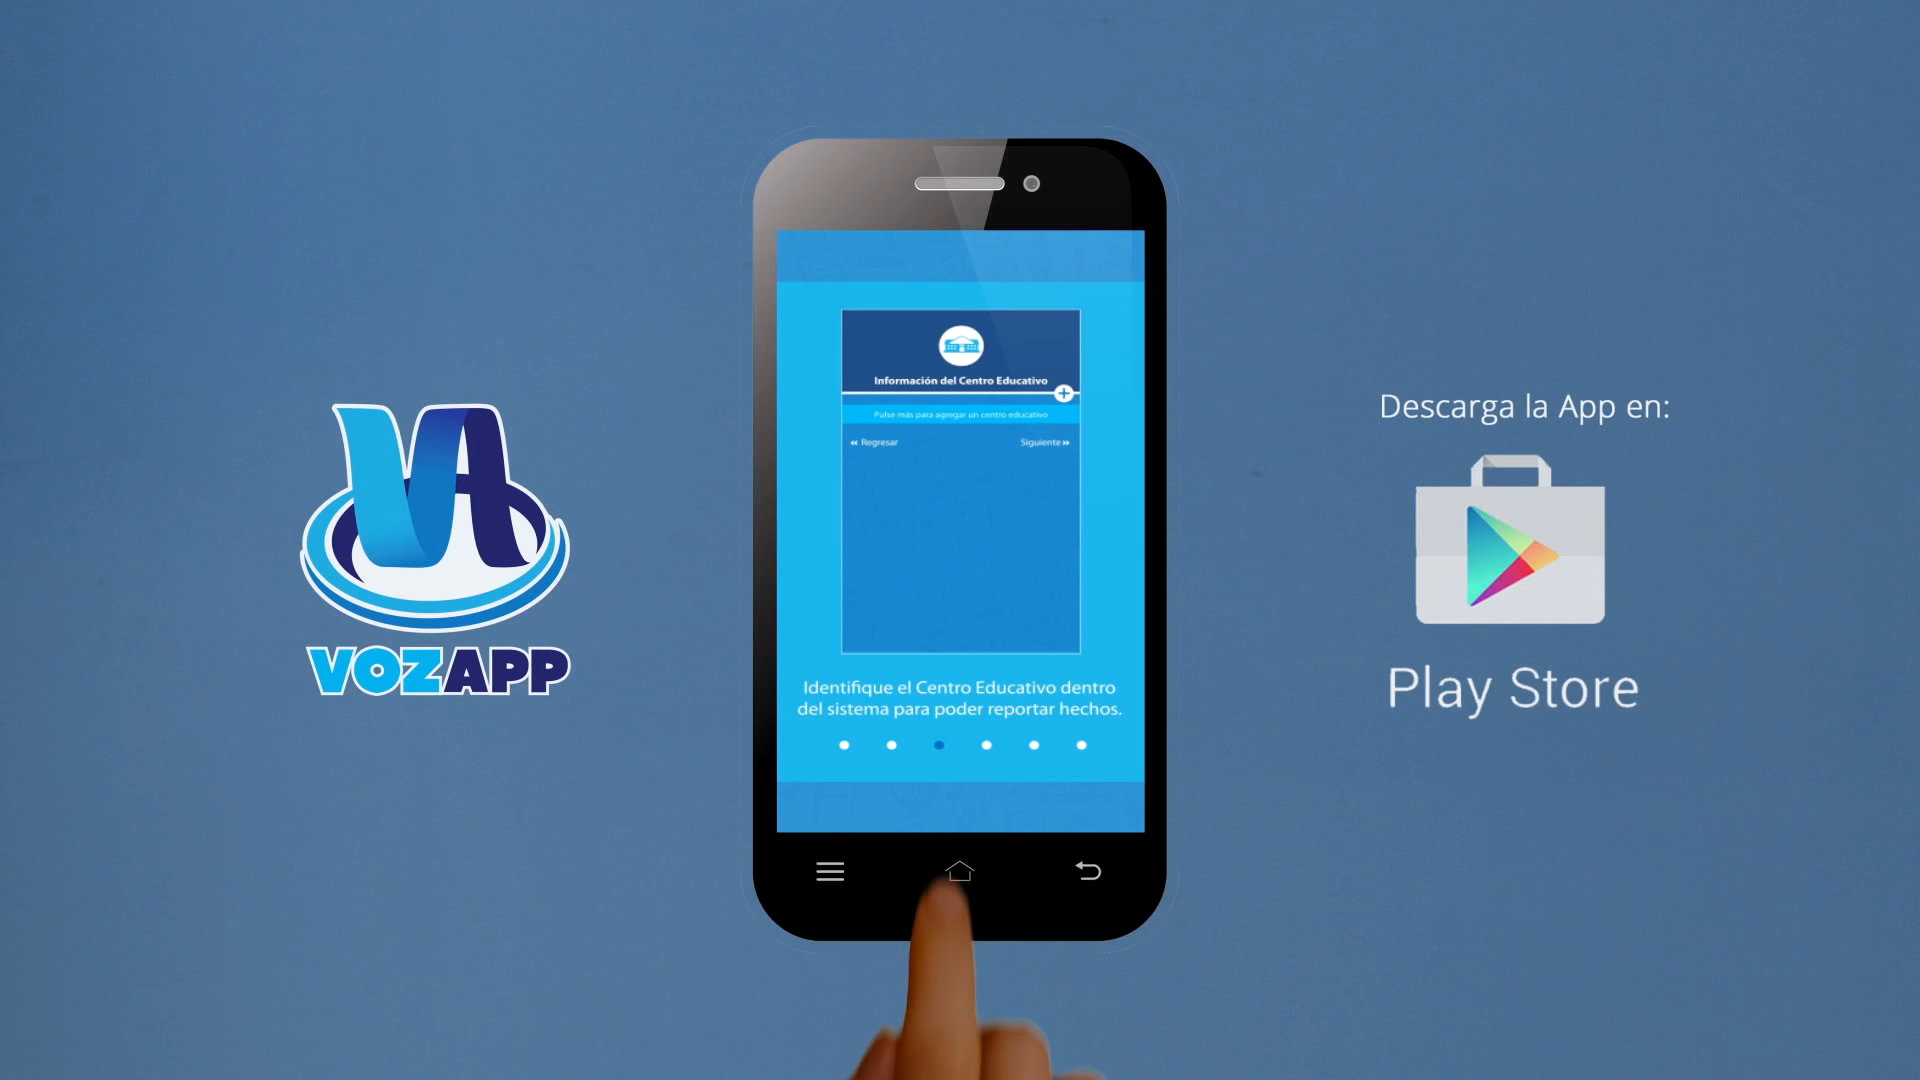 VOZAPP
Información del Centro Educativo
Pulse más para agregar un centro educativo
Regresar
Siguiente
Identifique el Centro Educativo dentro
del sistema para poder reportar hechos.
Descarga la App en:
Play Store